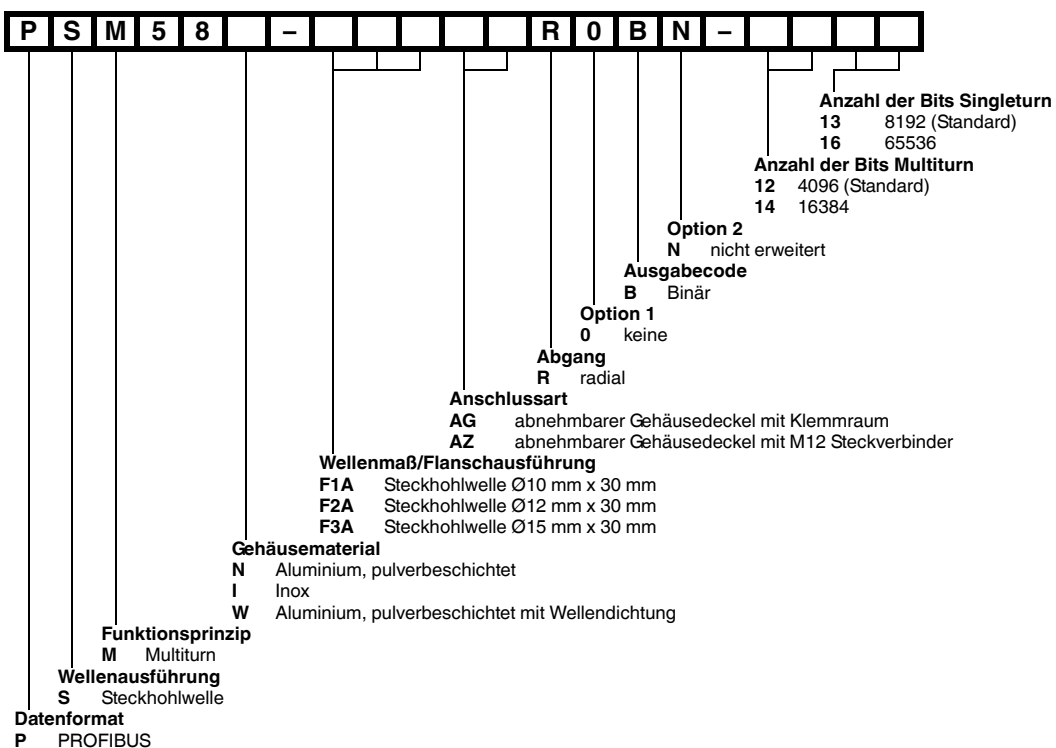 P S M 5 8 – R 0 B N –
Anzahl der Bits Singleturn
13 8192 (Standard)
16 65536
Anzahl der Bits Multiturn
12 4096 (Standard)
14 16384
Option 2
N nicht erweitert
Ausgabecode
B Binär
Option 1
0 keine
Abgang
R radial
Anschlussart
AG abnehmbarer Gehäusedeckel mit Klemmraum
AZ abnehmbarer Gehäusedeckel mit M12 Steckverbinder
Wellenmaß/Flanschausführung
F1A Steckhohlwelle Ø10 mm x 30 mm
F2A Steckhohlwelle Ø12 mm x 30 mm
F3A Steckhohlwelle Ø15 mm x 30 mm
Gehäusematerial
N Aluminium, pulverbeschichtet
I Inox
W Aluminium, pulverbeschichtet mit Wellendichtung
Funktionsprinzip
M Multiturn
Wellenausführung
S Steckhohlwelle
Datenformat
P PROFIBUS